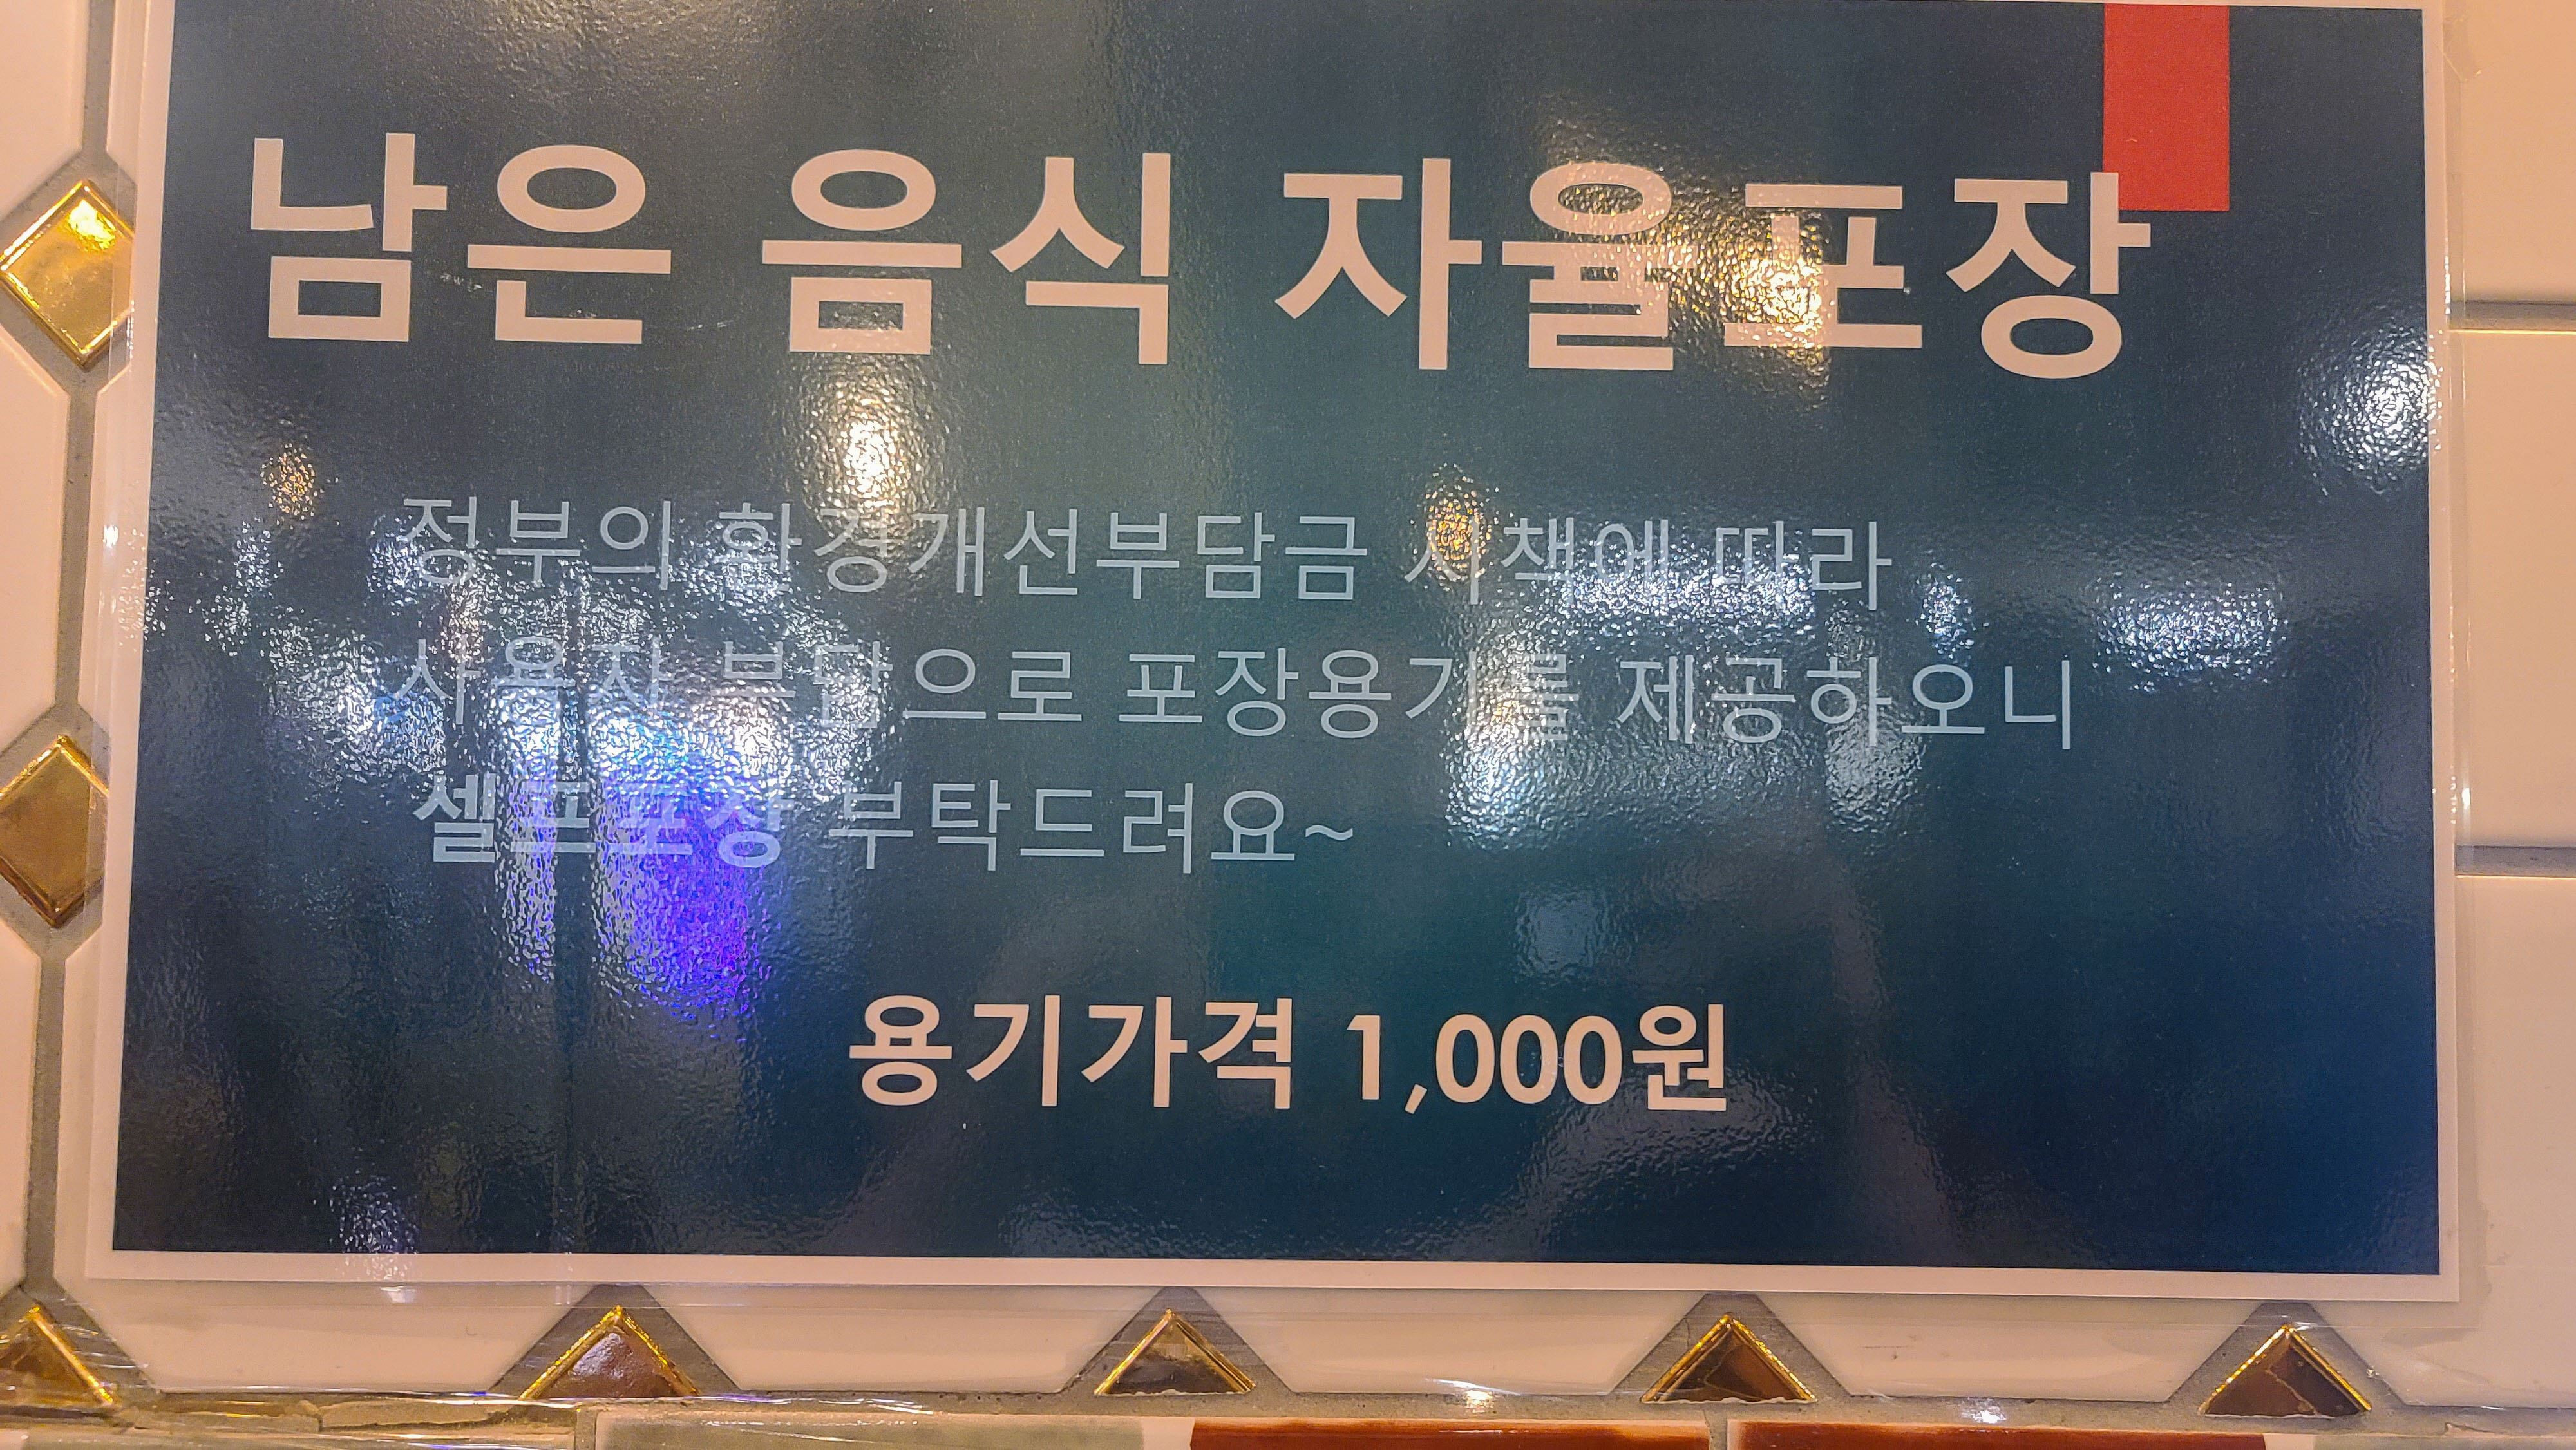 남은 음식 자율포장
정부의 환경개선부담금 시책에 따라
사용자 부담으로 포장용기를 제공하오니
셀프포장 부탁드려요~
용기가격 1,000원